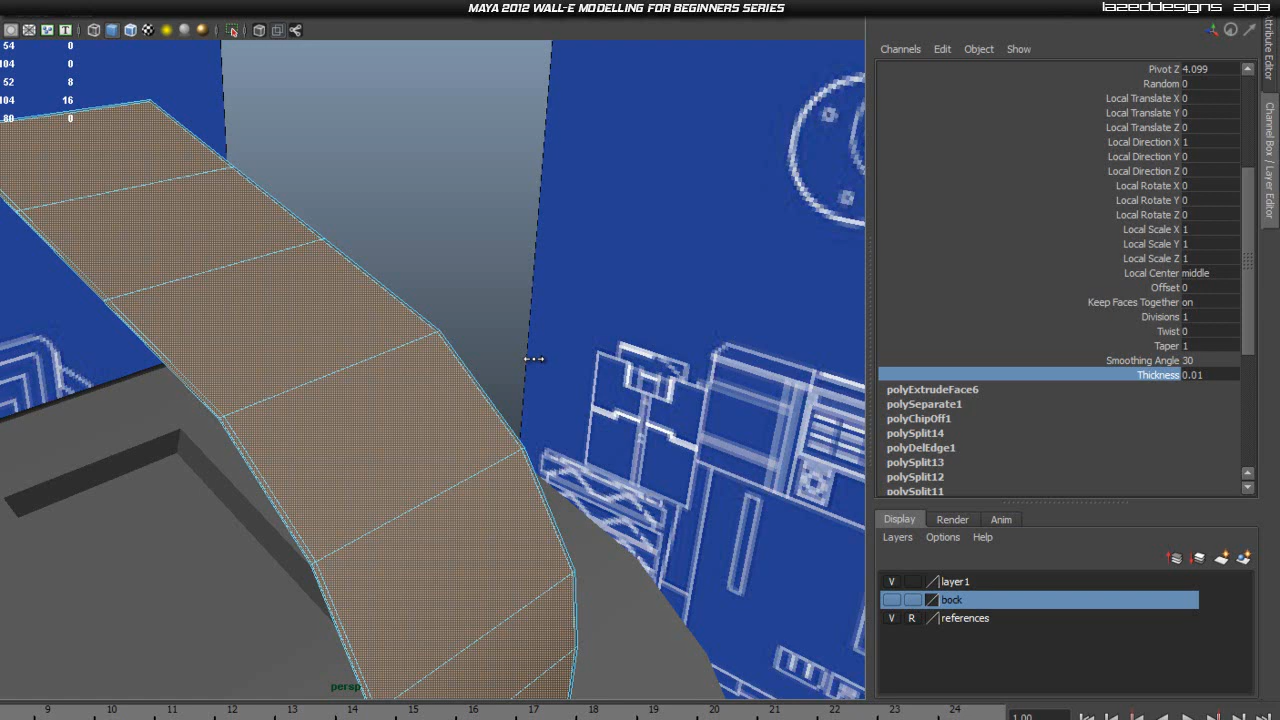 MAYA 2012 WALL-E MODELLING FOR BEGINNERS SERIES
LAZEDDESIGNS 2013
54 0
104 0
52 8
104 16
80 0
persp
Channels Edit Object Show
Pivot Z 4.099
Random 0
Local Translate X 0
Local Translate Y 0
Local Translate Z 0
Local Direction X 1
Local Direction Y 0
Local Direction Z 0
Local Rotate X 0
Local Rotate Y 0
Local Rotate Z 0
Local Scale X 1
Local Scale Y 1
Local Scale Z 1
Local Center middle
Offset 0
Keep Faces Together on
Divisions 1
Twist 0
Taper 1
Smoothing Angle 30
Thickness 0.01
polyExtrudeFace6
polySeparate1
polyChipOff1
polySplit14
polyDelEdge1
polySplit13
polySplit12
polySplit11
Display Render Anim
Layers Options Help
V layer1
bock
V R references
ttribute Editor
Channel Box / Layer Editor
9 10 11 12 13 14 15 16 17 18 19 20 21 22 23 24
1.00